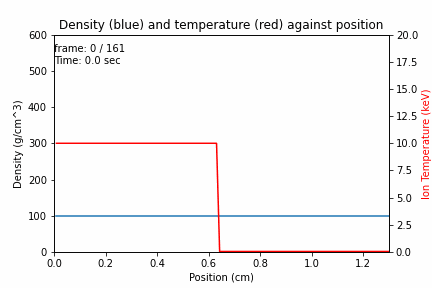 Density (blue) and temperature (red) against position
frame: 0 / 161
Time: 0.0 sec
600
500
400
300
200
100
0
Density (g/cm^3)
20.0
17.5
15.0
12.5
10.0
7.5
5.0
2.5
0.0
Ion Temperature (keV)
0.0 0.2 0.4 0.6 0.8 1.0 1.2
Position (cm)